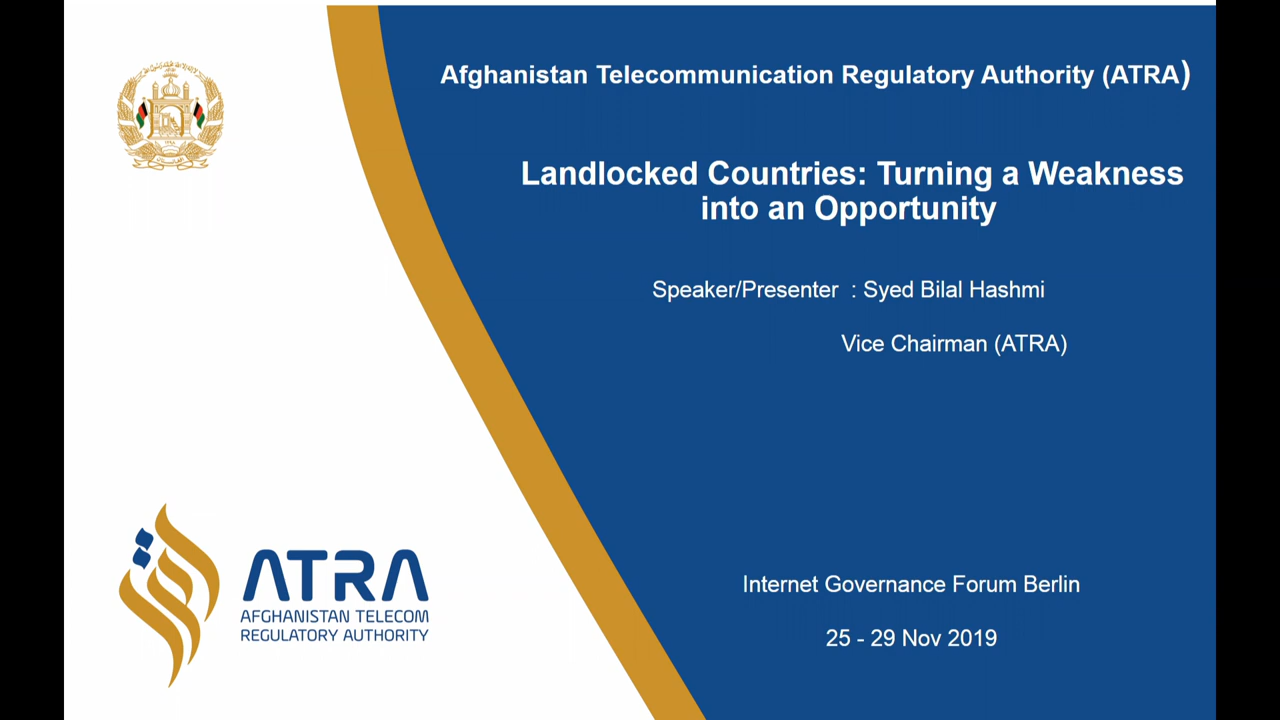 Afghanistan Telecommunication Regulatory Authority (ATRA)
Landlocked Countries: Turning a Weakness
into an Opportunity
Speaker/Presenter : Syed Bilal Hashmi
Vice Chairman (ATRA)
ATRA
AFGHANISTAN TELECOM
REGULATORY AUTHORITY
Internet Governance Forum Berlin
25 - 29 Nov 2019